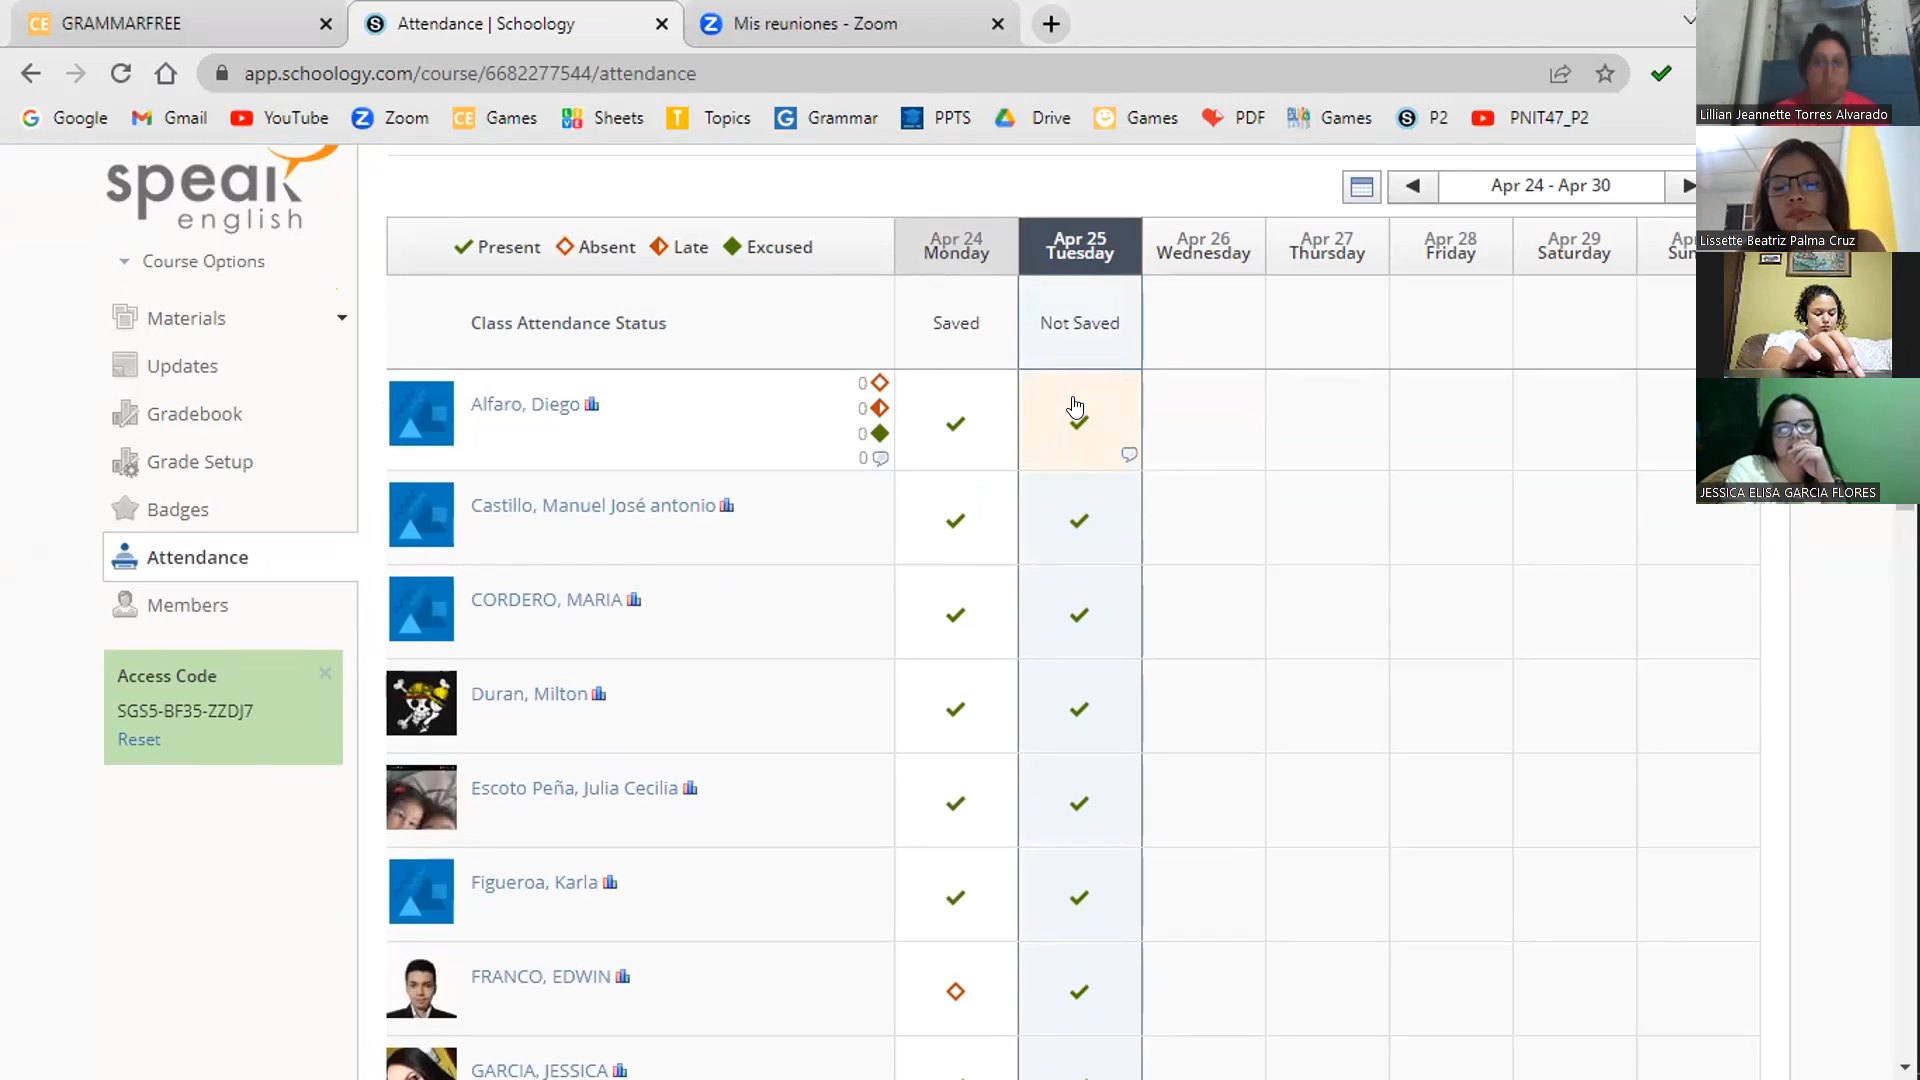 GRAMMARFREE
Attendance | Schoology
Mis reuniones - Zoom
app.schoology.com/course/6682277544/attendance
Google Gmail YouTube Zoom Games Sheets Topics Grammar PPTS Drive Games PDF Games P2 PNIT47_P2
speak
english
Course Options
Materials
Updates
Gradebook
Grade Setup
Badges
Attendance
Members
Access Code
SGS5-BF35-ZZDJ7
Reset
Apr 24 - Apr 30
Present Absent Late Excused
Apr 24
Monday
Apr 25
Tuesday
Apr 26
Wednesday
Apr 27
Thursday
Apr 28
Friday
Apr 29
Saturday
Class Attendance Status Saved Not Saved
Alfaro, Diego
0
0
0
0
Castillo, Manuel José antonio
CORDERO, MARIA
Duran, Milton
Escoto Peña, Julia Cecilia
Figueroa, Karla
FRANCO, EDWIN
GARCIA, JESSICA
Lillian Jeannette Torres Alvarado
Lissette Beatriz Palma Cruz
JESSICA ELISA GARCIA FLORES